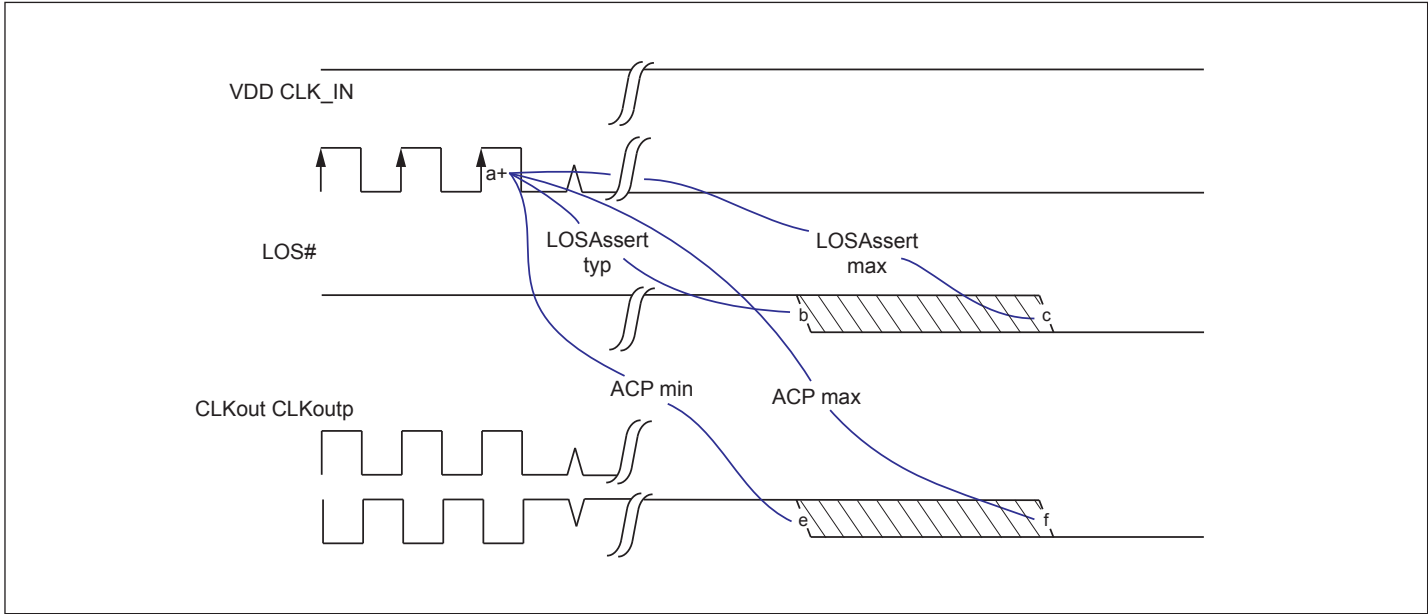 VDD CLK_IN
a+
LOS#
LOSAssert
typ
LOSAssert
max
b
c
ACP min
ACP max
CLKout CLKoutp
e
f